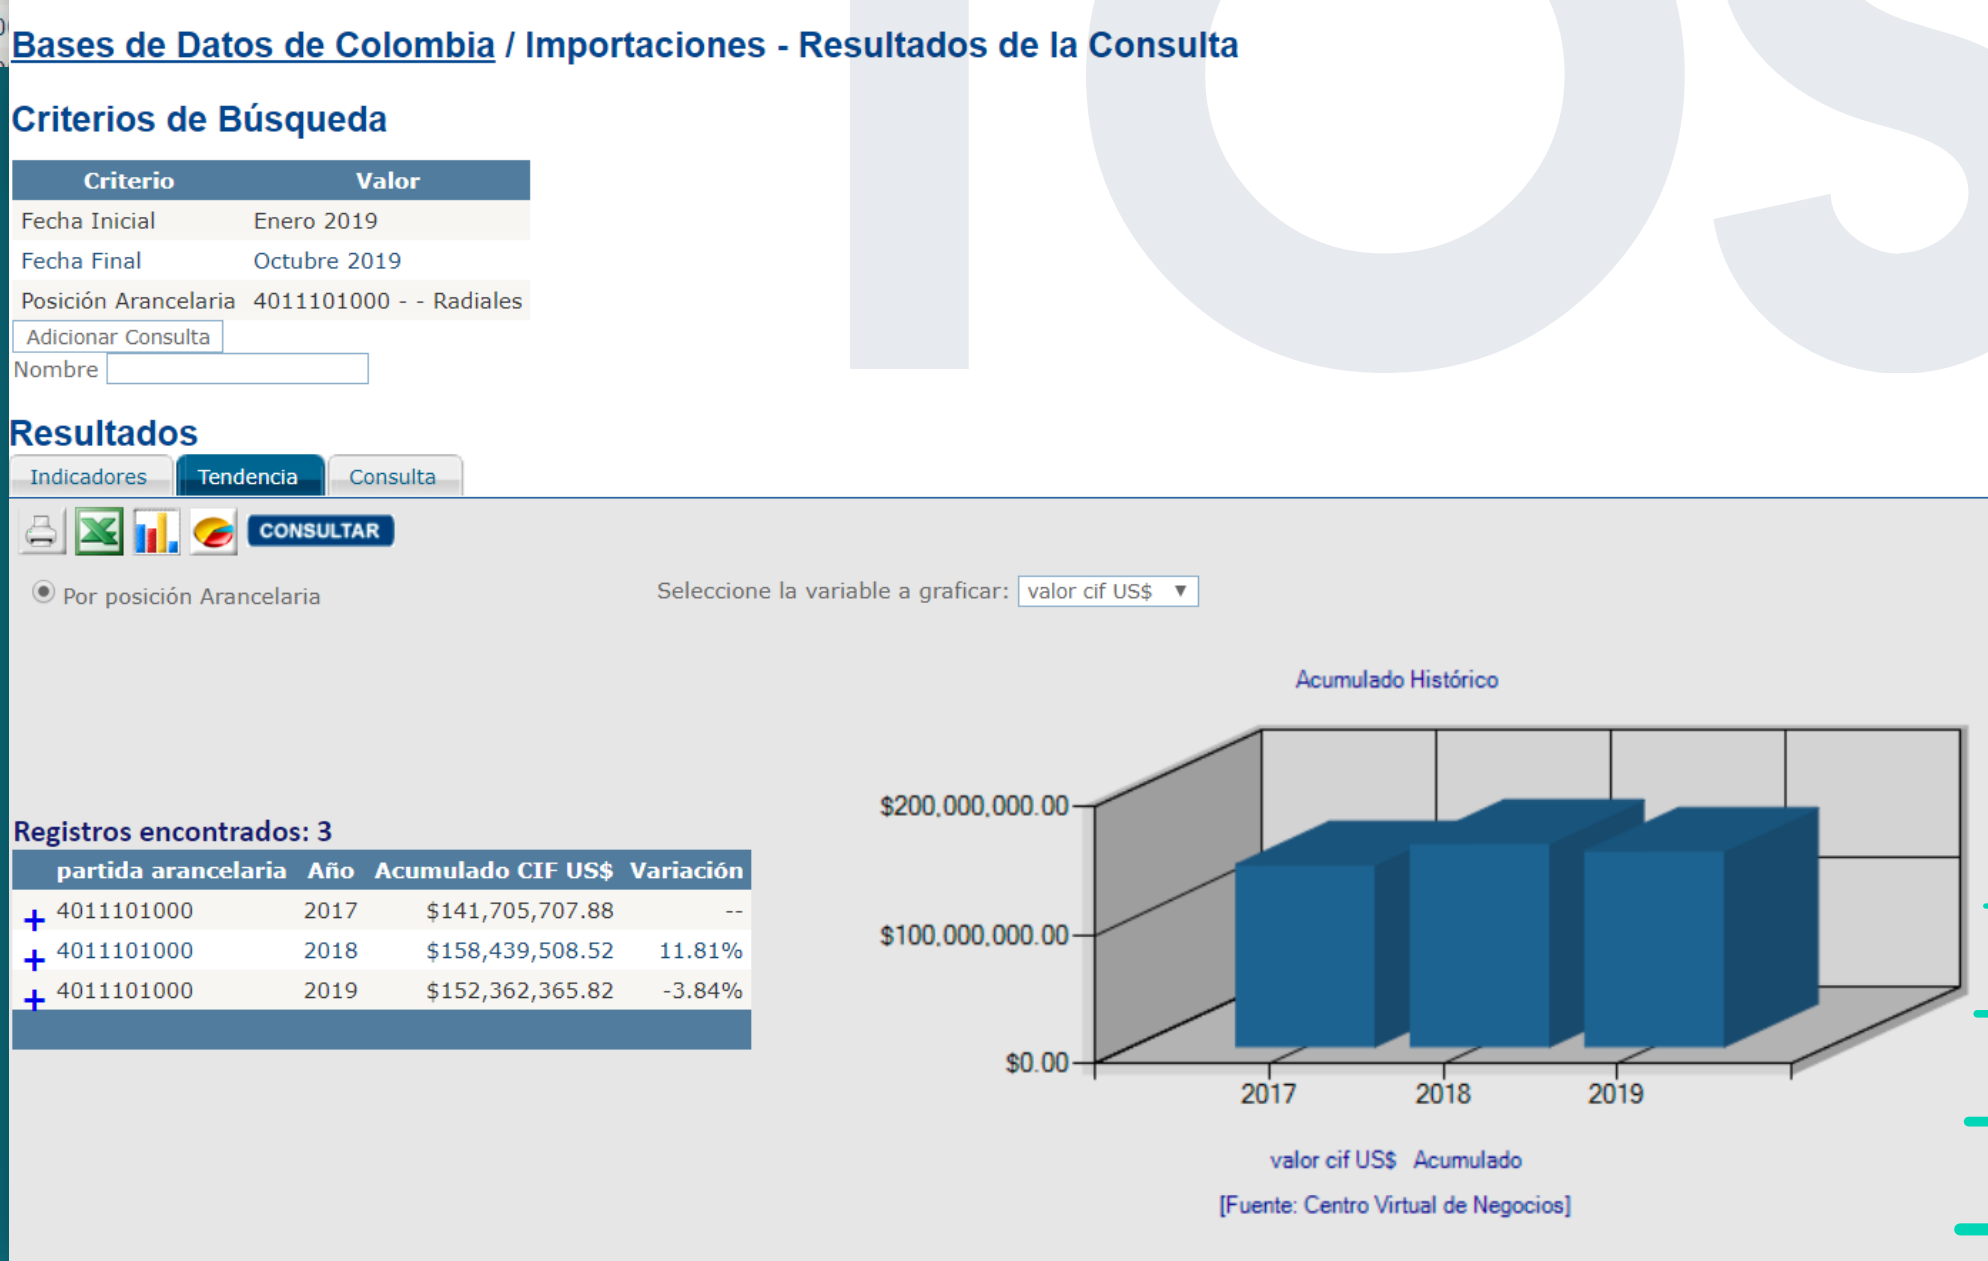 Bases de Datos de Colombia / Importaciones - Resultados de la Consulta
Criterios de Búsqueda
Criterio Valor
Fecha Inicial Enero 2019
Fecha Final Octubre 2019
Posición Arancelaria 4011101000 - - Radiales
Adicionar Consulta
Nombre
Resultados
Indicadores Tendencia Consulta
CONSULTAR
Por posición Arancelaria Seleccione la variable a graficar: valor cif US$
Acumulado Histórico
$200,000,000.00
$100,000,000.00
$0.00
2017 2018 2019
valor cif US$ Acumulado
[Fuente: Centro Virtual de Negocios]
Registros encontrados: 3
partida arancelaria Año Acumulado CIF US$ Variación
4011101000 2017 $141,705,707.88 --
4011101000 2018 $158,439,508.52 11.81%
4011101000 2019 $152,362,365.82 -3.84%